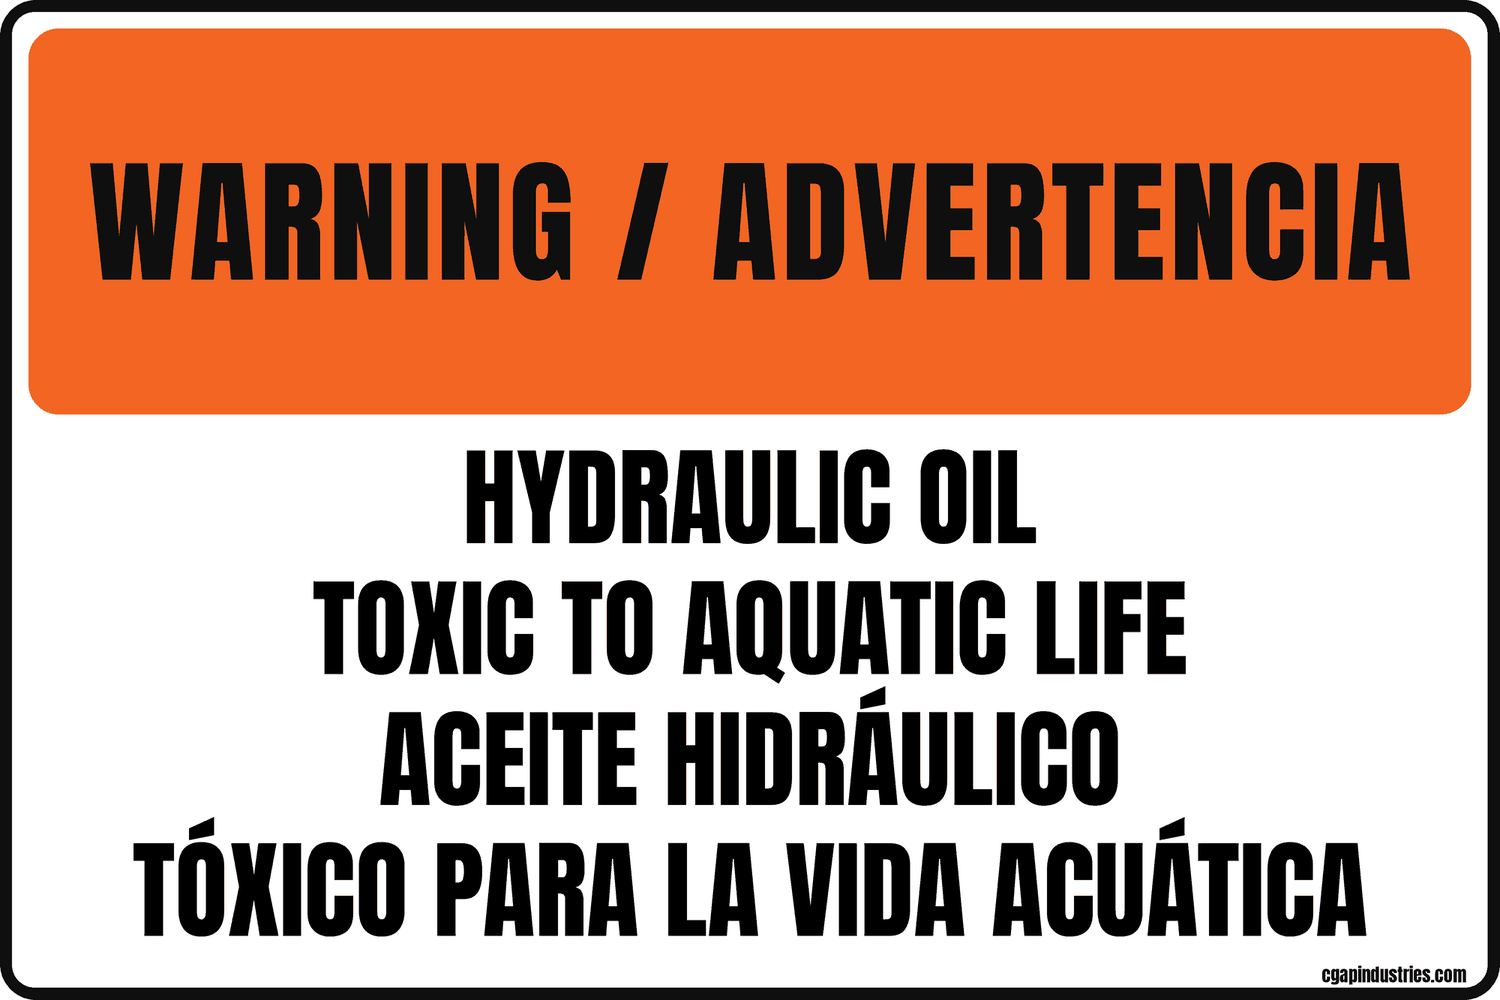 WARNING / ADVERTENCIA
HYDRAULIC OIL
TOXIC TO AQUATIC LIFE
ACEITE HIDRÁULICO
TÓXICO PARA LA VIDA ACUÁTICA
cgapindustries.com